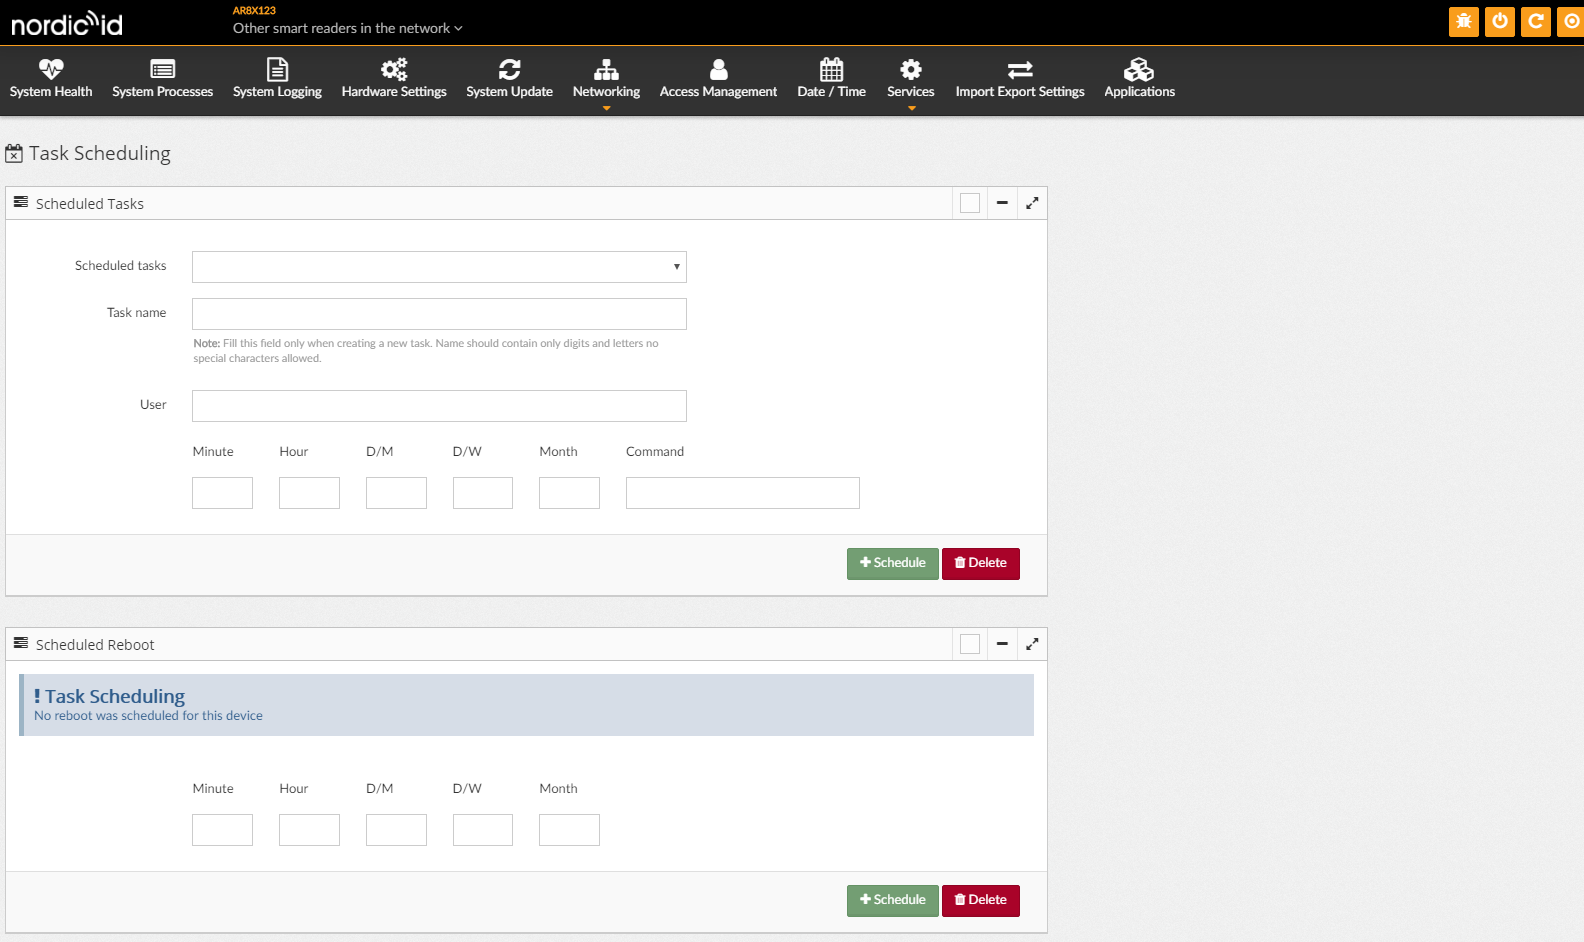 nordic id
AR8X123
Other smart readers in the network
System Health System Processes System Logging Hardware Settings System Update Networking Access Management Date / Time Services Import Export Settings Applications
Task Scheduling
Scheduled Tasks
Scheduled tasks
Task name
Note: Fill this field only when creating a new task. Name should contain only digits and letters no
special characters allowed.
User
Minute Hour D/M D/W Month Command
Schedule Delete
Scheduled Reboot
! Task Scheduling
No reboot was scheduled for this device
Minute Hour D/M D/W Month
Schedule Delete